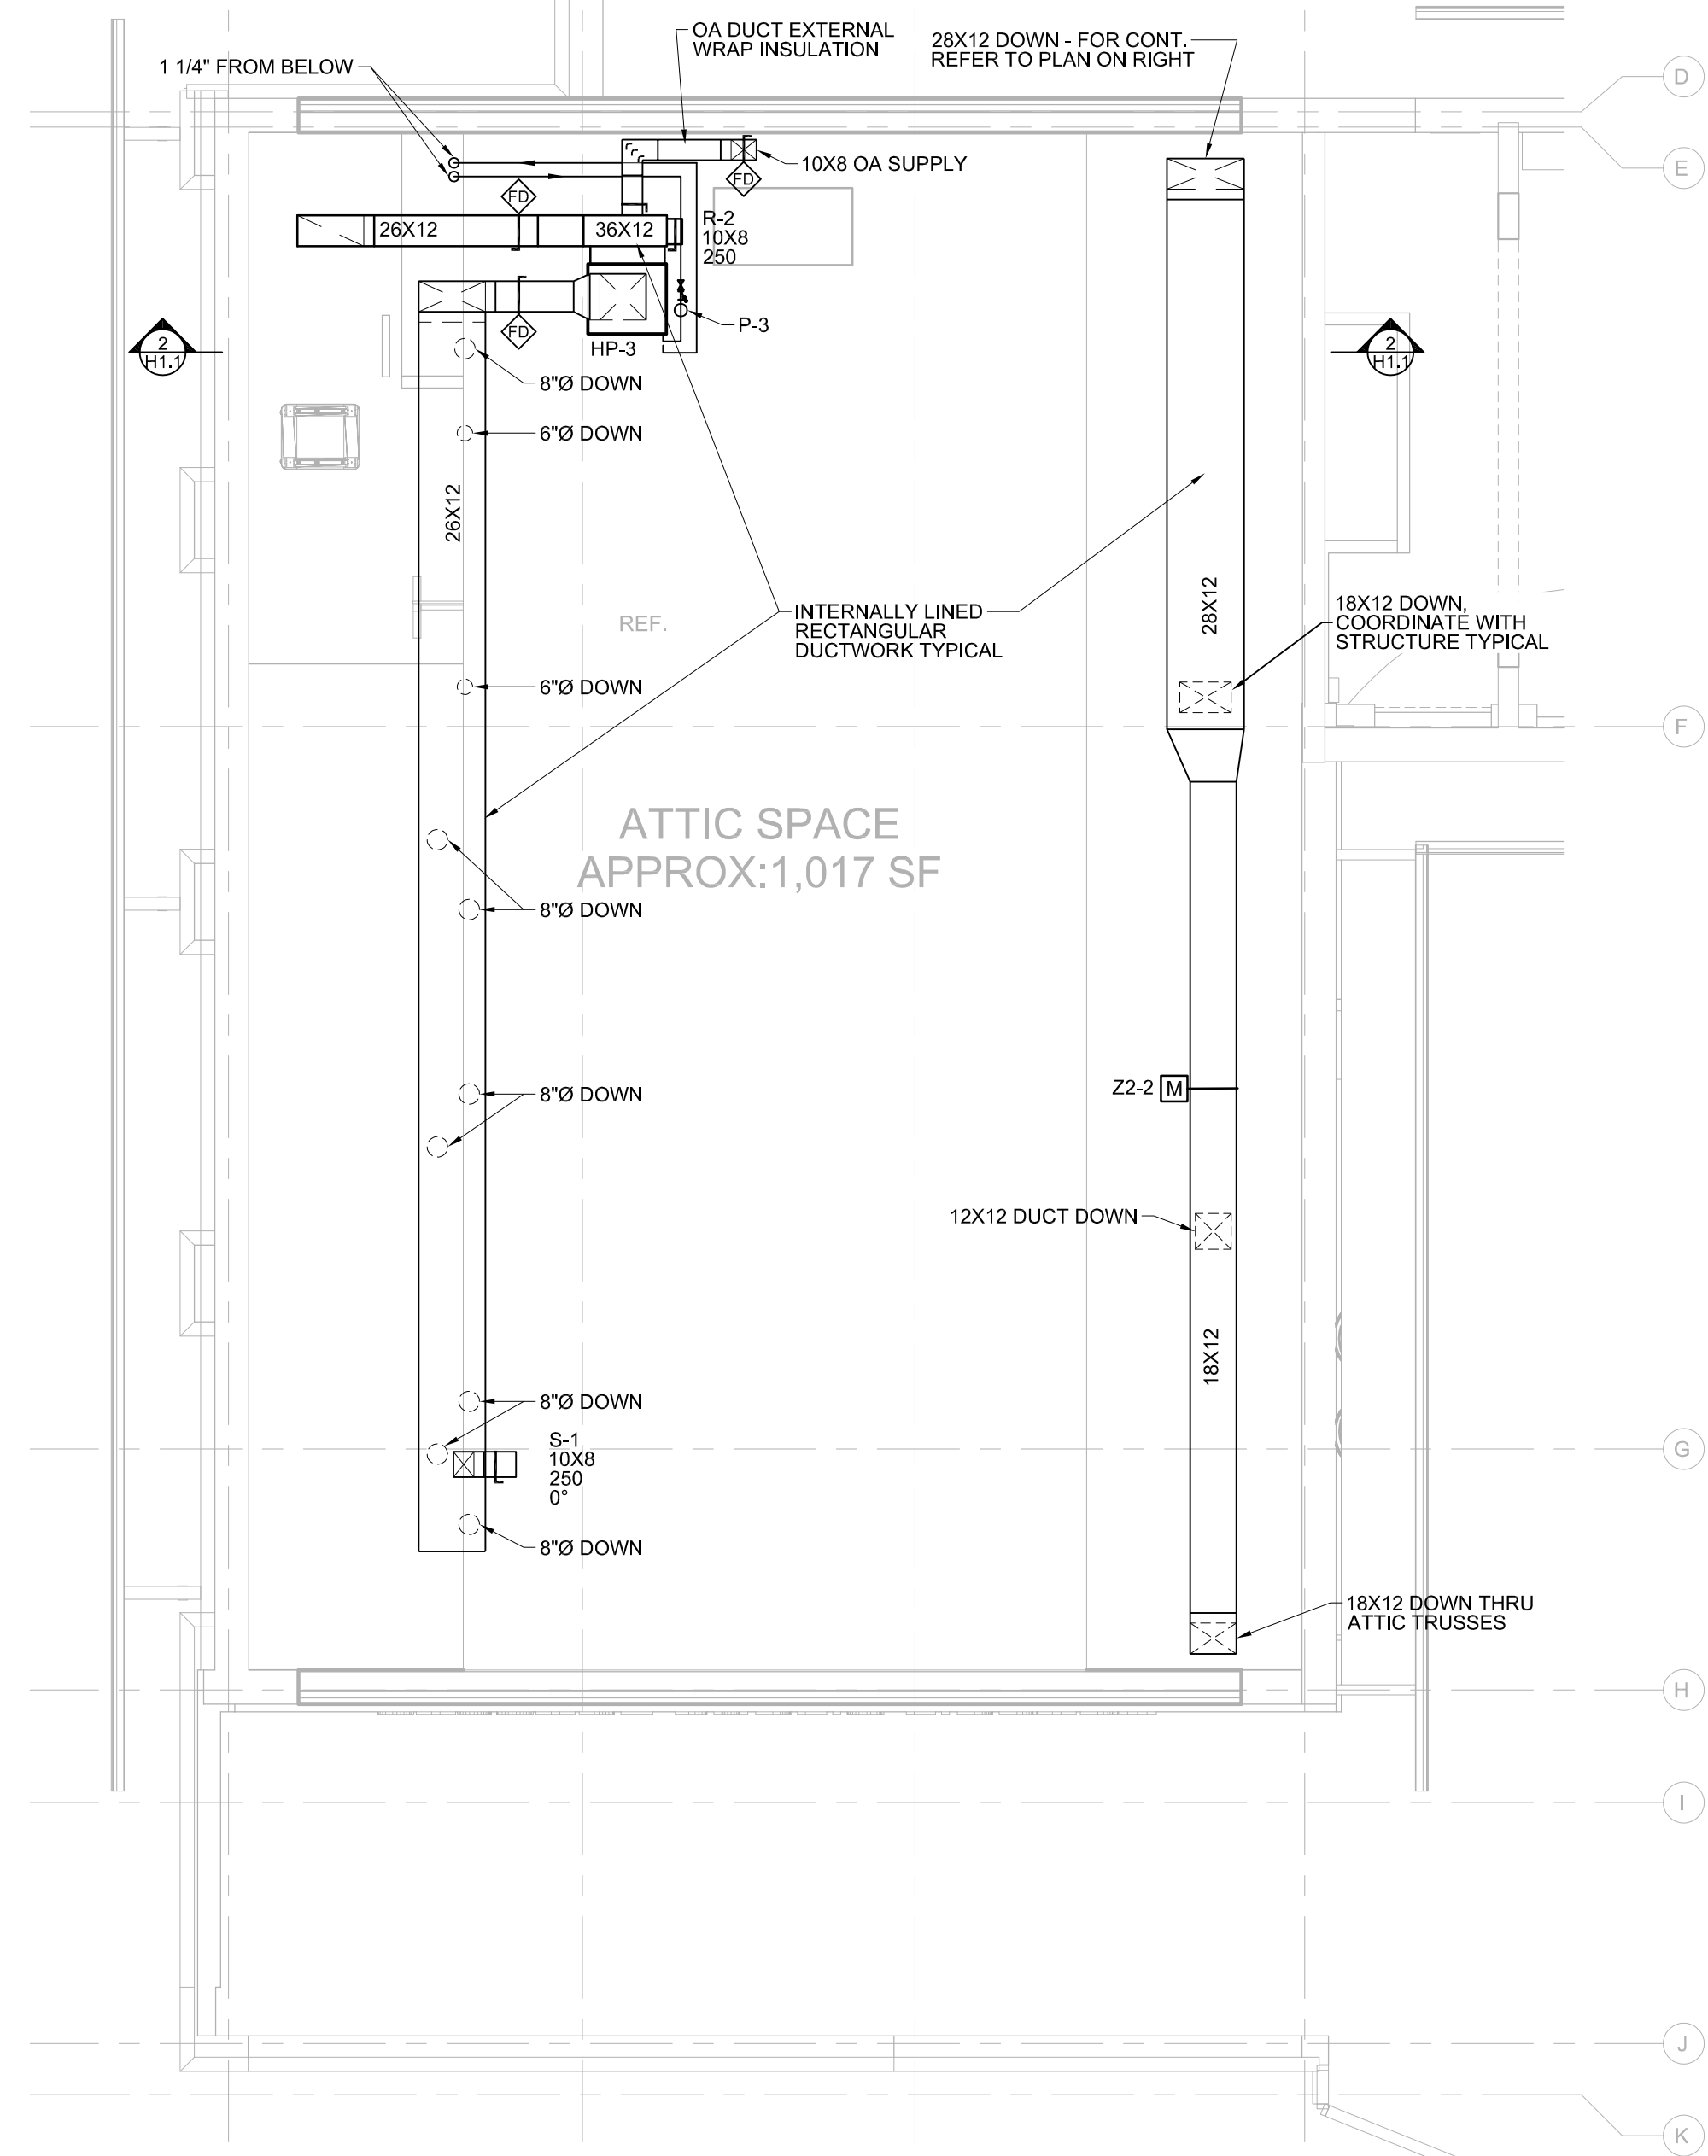 OA DUCT EXTERNAL
WRAP INSULATION
28X12 DOWN - FOR CONT.
REFER TO PLAN ON RIGHT
1 1/4" FROM BELOW
D
E
10X8 OA SUPPLY
FD
FD
26X12
36X12
R-2
10X8
250
P-3
FD
HP-3
2
H1.1
2
H1.1
8"Ø DOWN
6"Ø DOWN
26X12
REF.
INTERNALLY LINED
RECTANGULAR
DUCTWORK TYPICAL
28X12
18X12 DOWN,
COORDINATE WITH
STRUCTURE TYPICAL
6"Ø DOWN
F
ATTIC SPACE
APPROX:1,017 SF
8"Ø DOWN
8"Ø DOWN
Z2-2
M
12X12 DUCT DOWN
18X12
8"Ø DOWN
S-1
10X8
250
0°
G
8"Ø DOWN
18X12 DOWN THRU
ATTIC TRUSSES
H
I
J
K